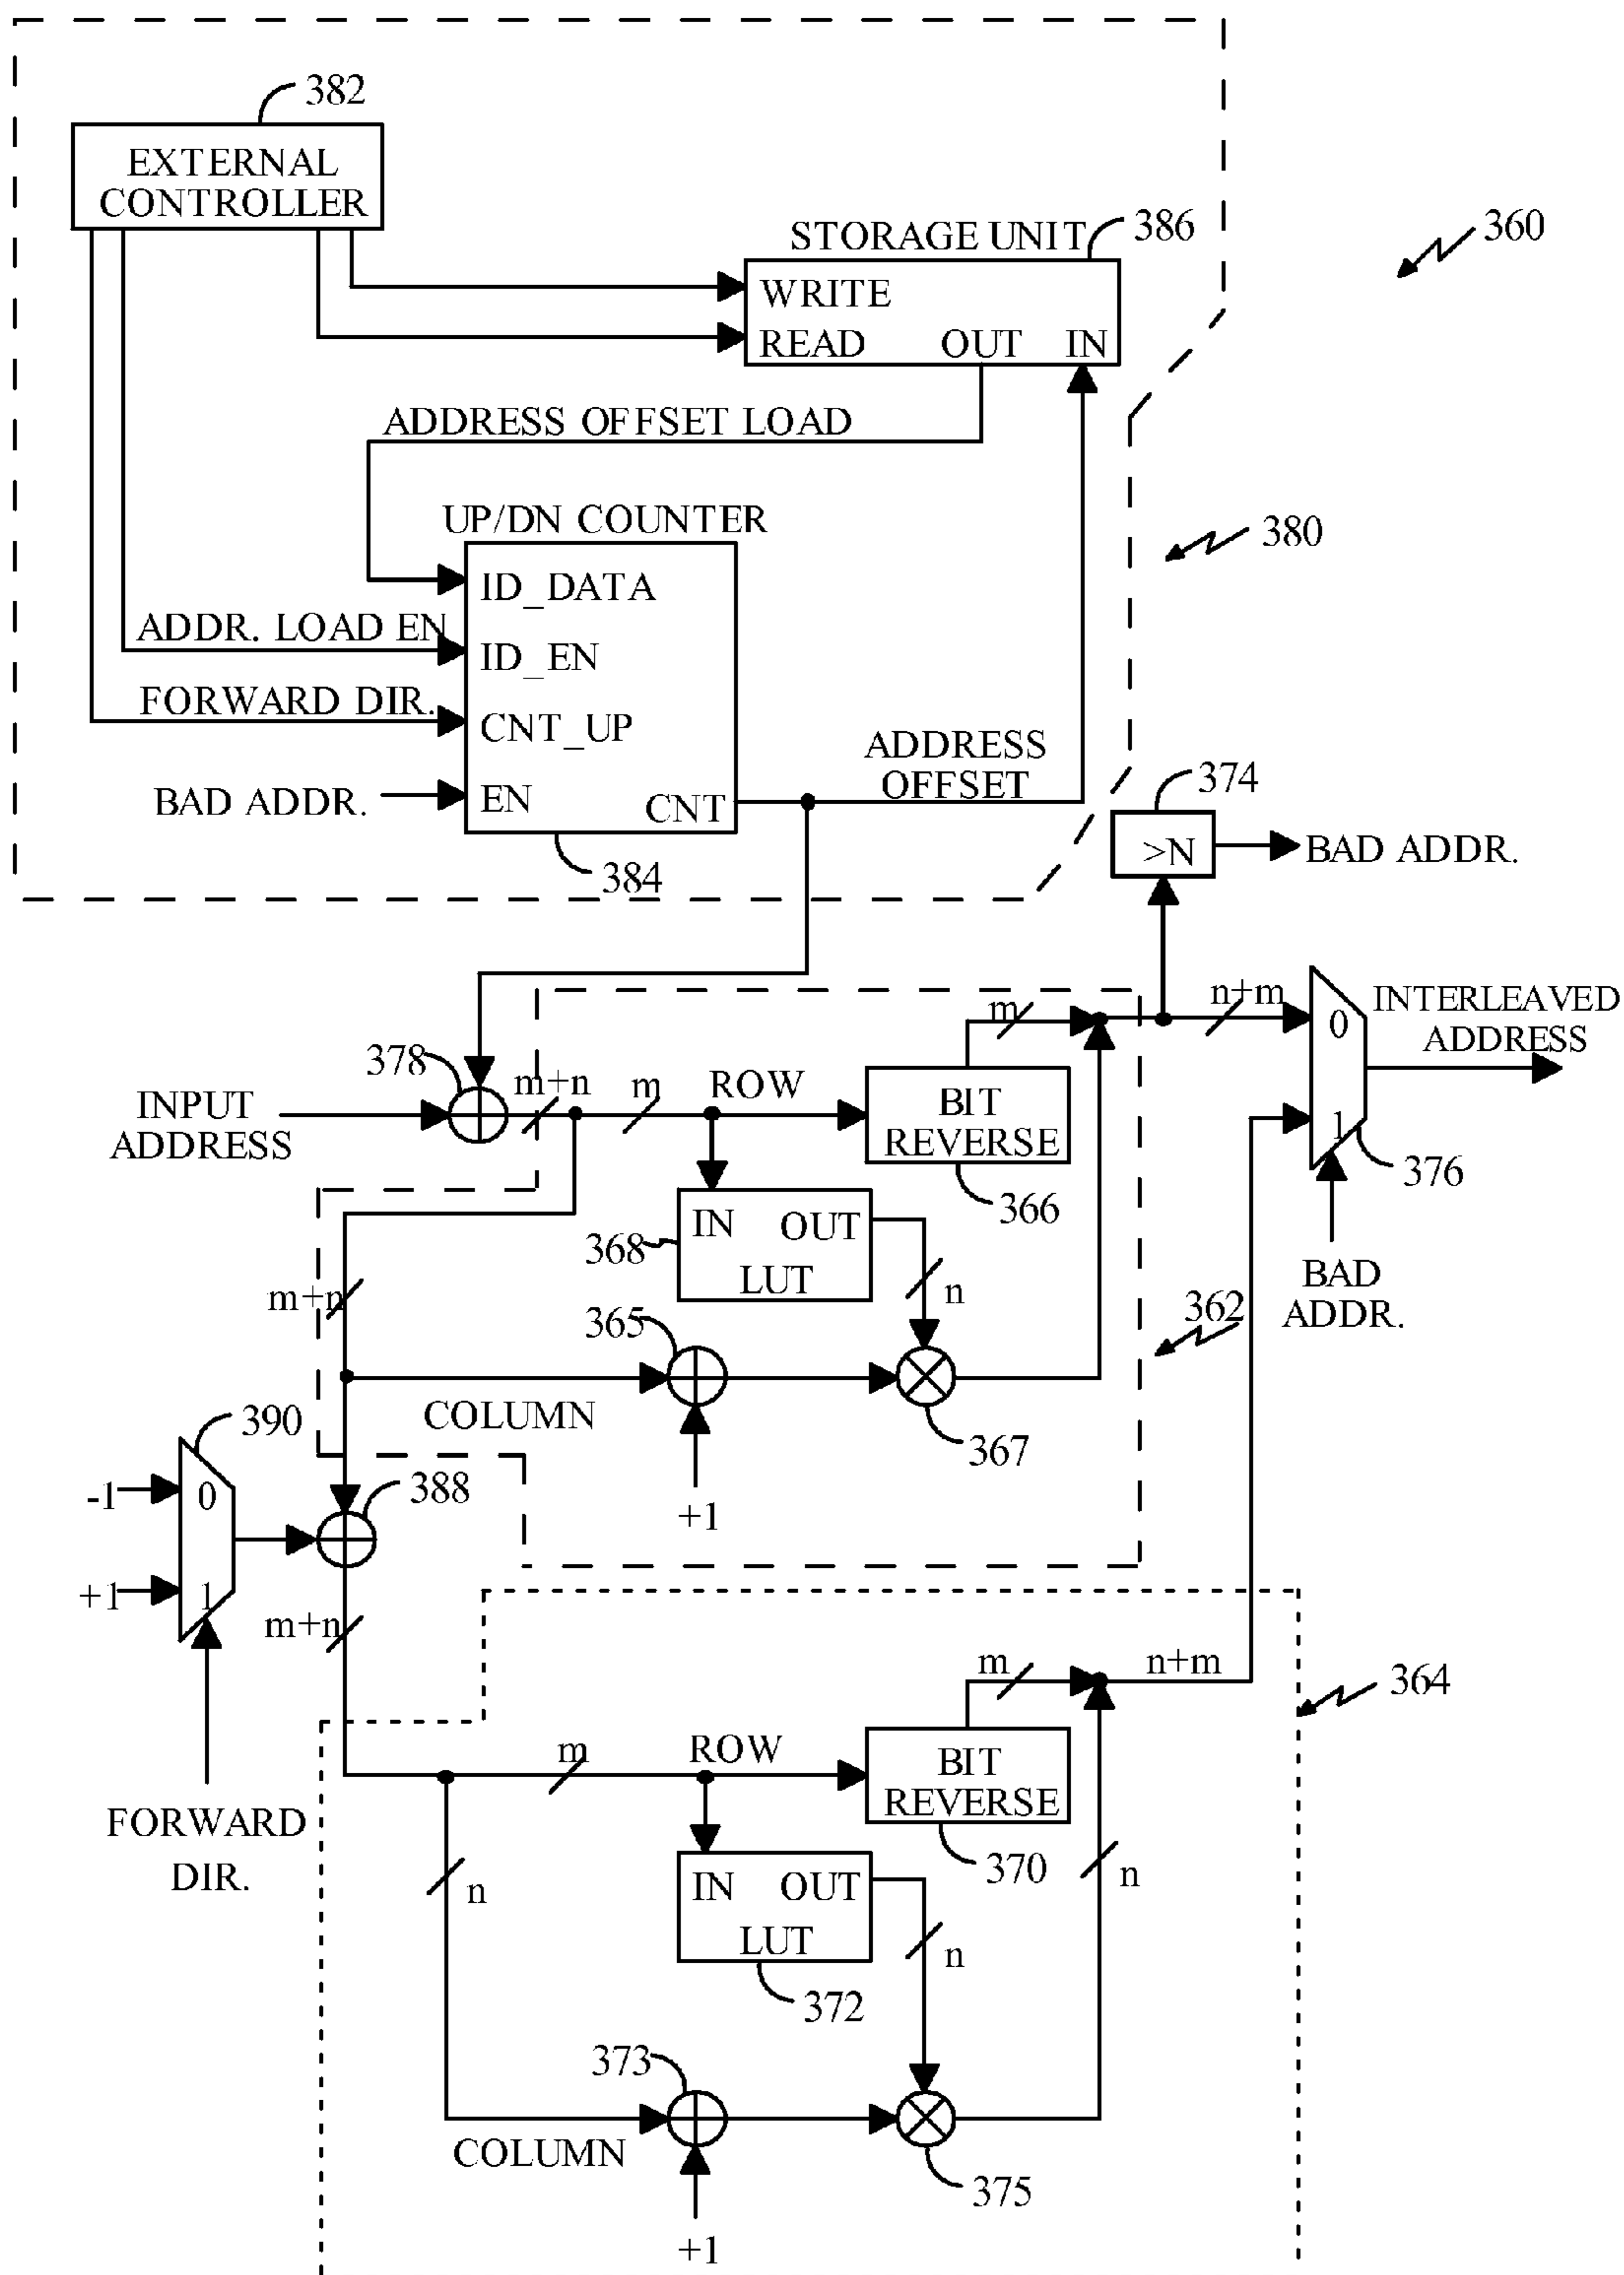 382
EXTERNAL
CONTROLLER
STORAGE UNIT
386
360
WRITE
READ
OUT
IN
ADDRESS OFFSET LOAD
UP/DN COUNTER
380
ID_DATA
ADDR. LOAD EN
ID_EN
FORWARD DIR.
CNT_UP
ADDRESS
OFFSET
374
BAD ADDR.
EN
CNT
>N
BAD ADDR.
384
m
n+m
INTERLEAVED
ADDRESS
0
378
m+n
m
ROW
INPUT
ADDRESS
BIT
REVERSE
1
376
366
IN
OUT
368
LUT
n
BAD
ADDR.
m+n
365
362
COLUMN
390
367
388
-1
0
+1
+1
1
m+n
m
n+m
364
m
ROW
BIT
REVERSE
FORWARD
DIR.
370
n
IN
OUT
n
LUT
n
372
373
COLUMN
375
+1